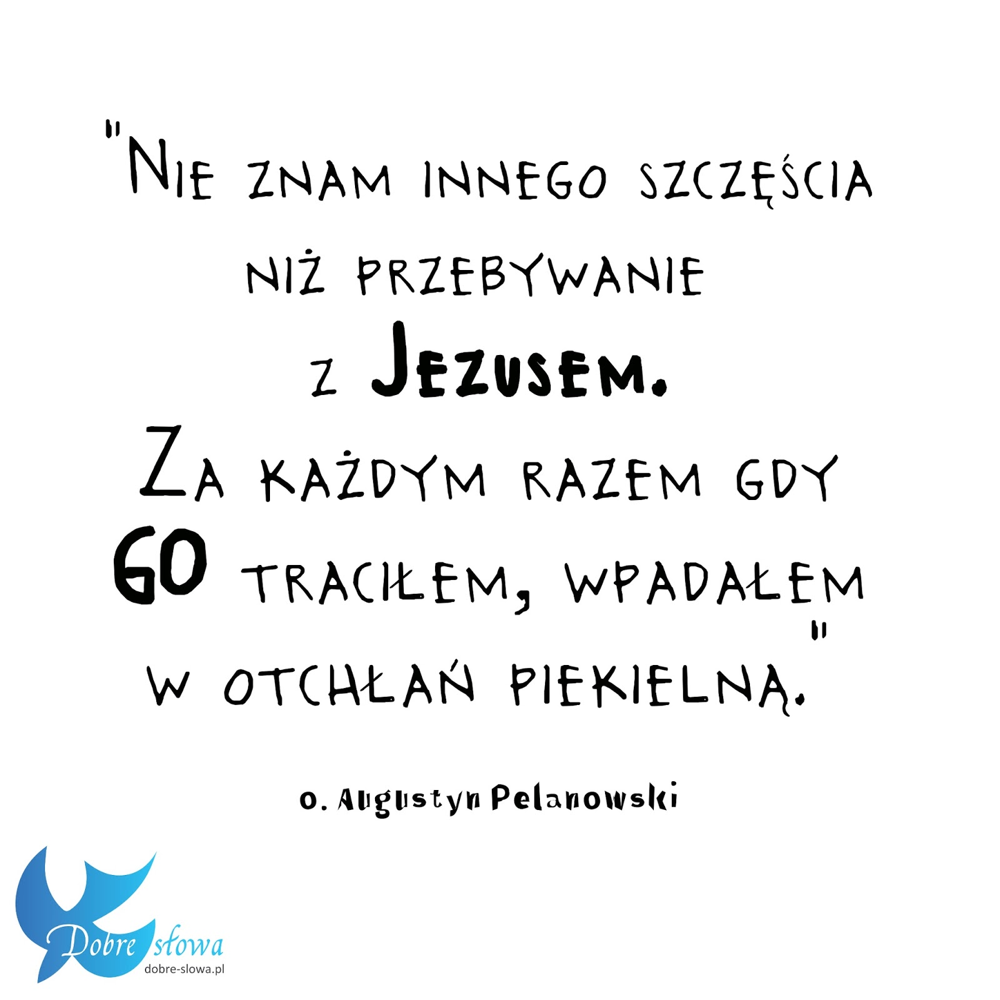 "Nie znam innego szczęścia
niż przebywanie
z Jezusem.
Za każdym razem gdy
GO traciłem, wpadałem
w otchłań piekielną."
o. Augustyn Pelanowski
Dobre słowa
dobre-slowa.pl